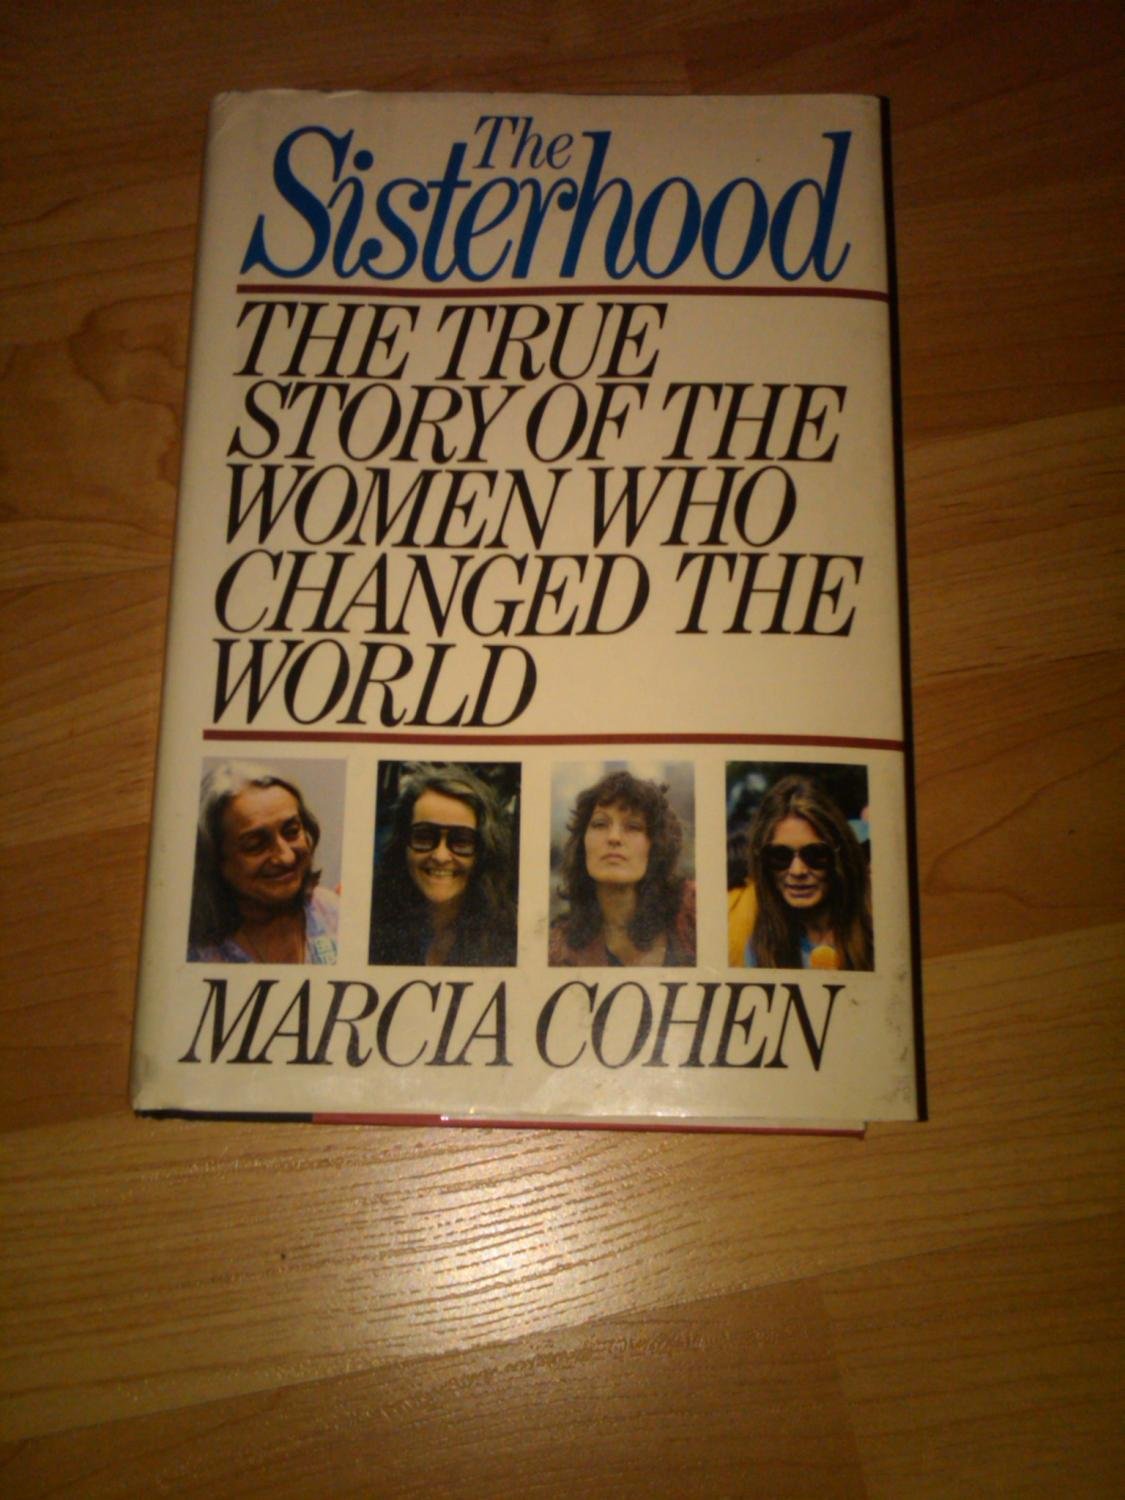 The
Sisterhood
THE TRUE
STORY OF THE
WOMEN WHO
CHANGED THE
WORLD
MARCIA COHEN